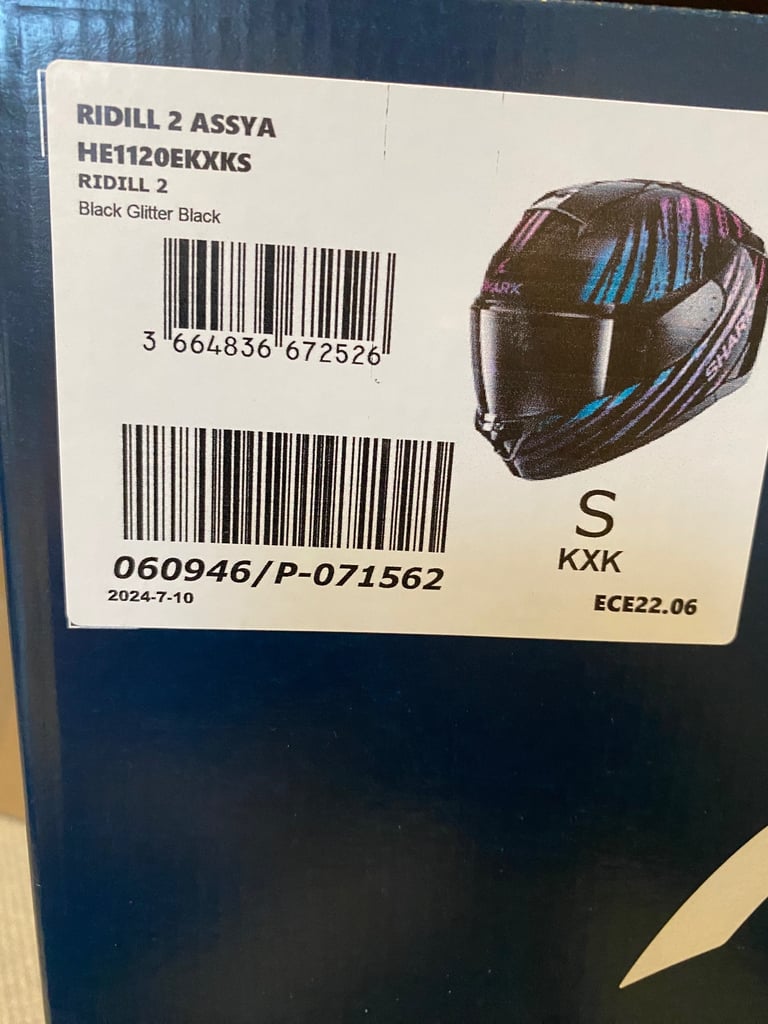 RIDILL 2 ASSYA
HE1120EKXKS
RIDILL 2
Black Glitter Black
3 664836 672526
SHARK
060946/P-071562
2024-7-10
S
KXK
ECE22.06